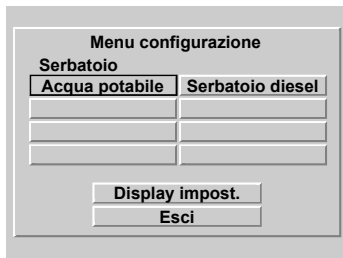 Menu configurazione
Serbatoio
Acqua potabile Serbatoio diesel
Display impost.
Esci